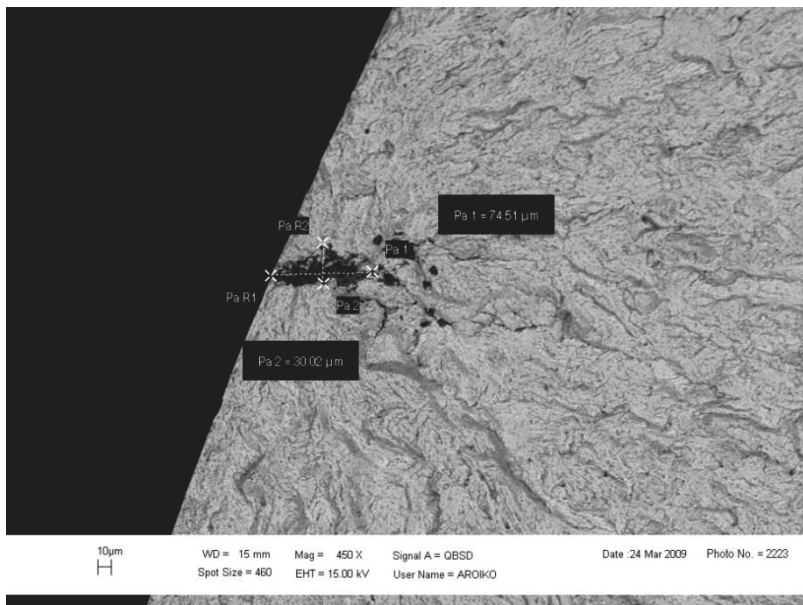 Pa 1 = 74.51 µm
Pa R2
Pa 1
Pa R1
Pa 2
Pa 2 = 30.02 µm
10µm
WD = 15 mm Mag = 450 X Signal A = QBSD Date :24 Mar 2009 Photo No. = 2223
Spot Size = 460 EHT = 15.00 kV User Name = AROIKO